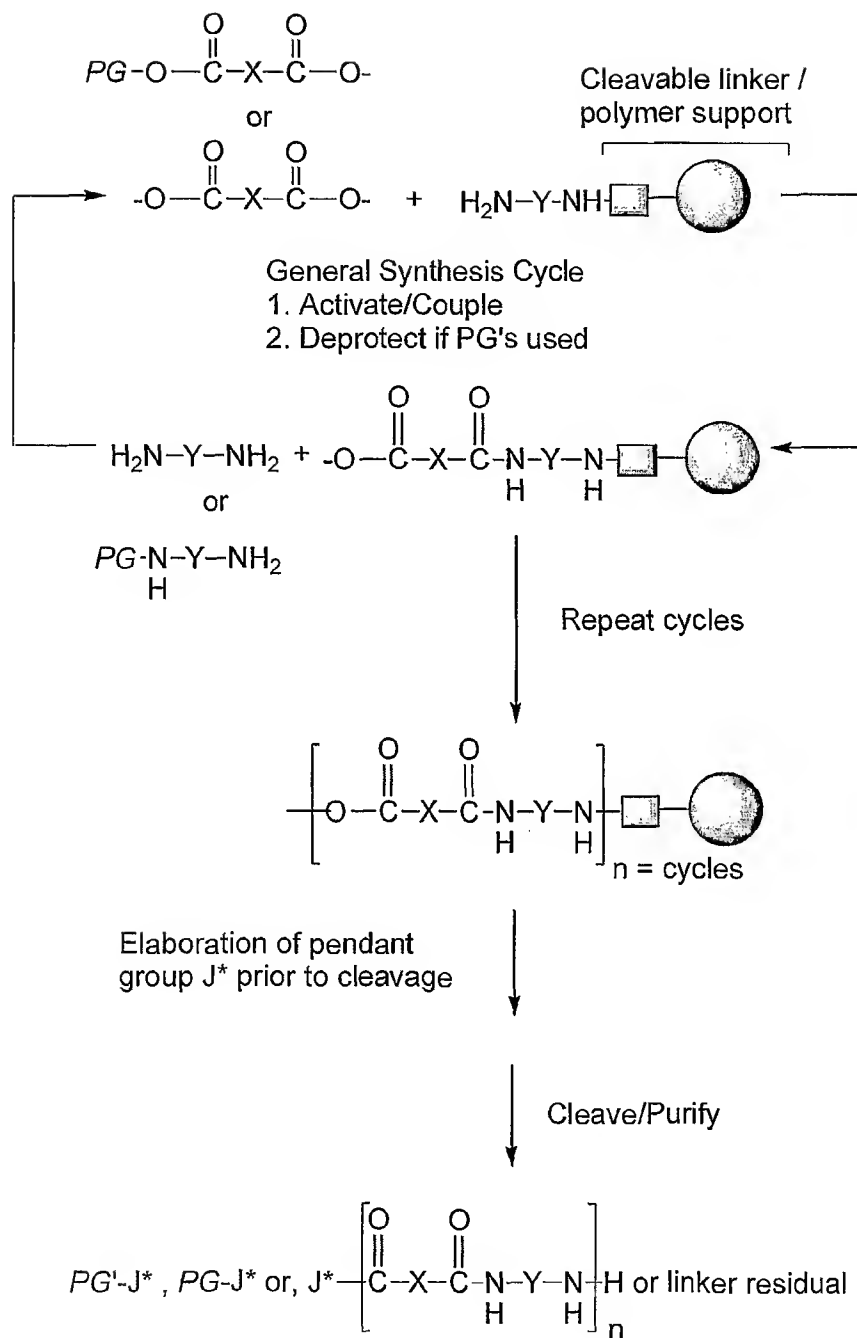 O O
PG-O-C-X-C-O-
or
Cleavable linker /
polymer support
O O
-O-C-X-C-O- + H₂N-Y-NH
General Synthesis Cycle
1. Activate/Couple
2. Deprotect if PG's used
O O
H₂N-Y-NH₂ + -O-C-X-C-N-Y-N
H H
or
PG-N-Y-NH₂
H
Repeat cycles
O O
O-C-X-C-N-Y-N
H H
n = cycles
Elaboration of pendant
group J* prior to cleavage
Cleave/Purify
O O
PG'-J* , PG-J* or, J* C-X-C-N-Y-N H or linker residual
H H
n